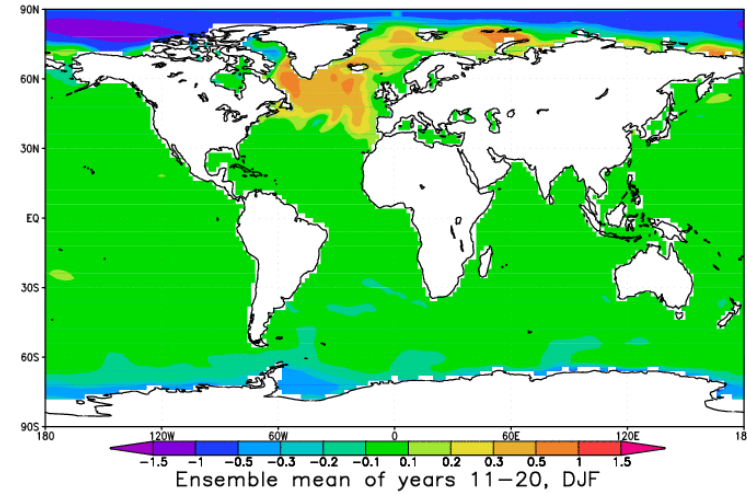 90N
60N
30N
EQ
30S
60S
90S
180 120W 60W 0 60E 120E 180
−1.5 −1 −0.5 −0.3 −0.2 −0.1 0.1 0.2 0.3 0.5 1 1.5
Ensemble mean of years 11−20, DJF